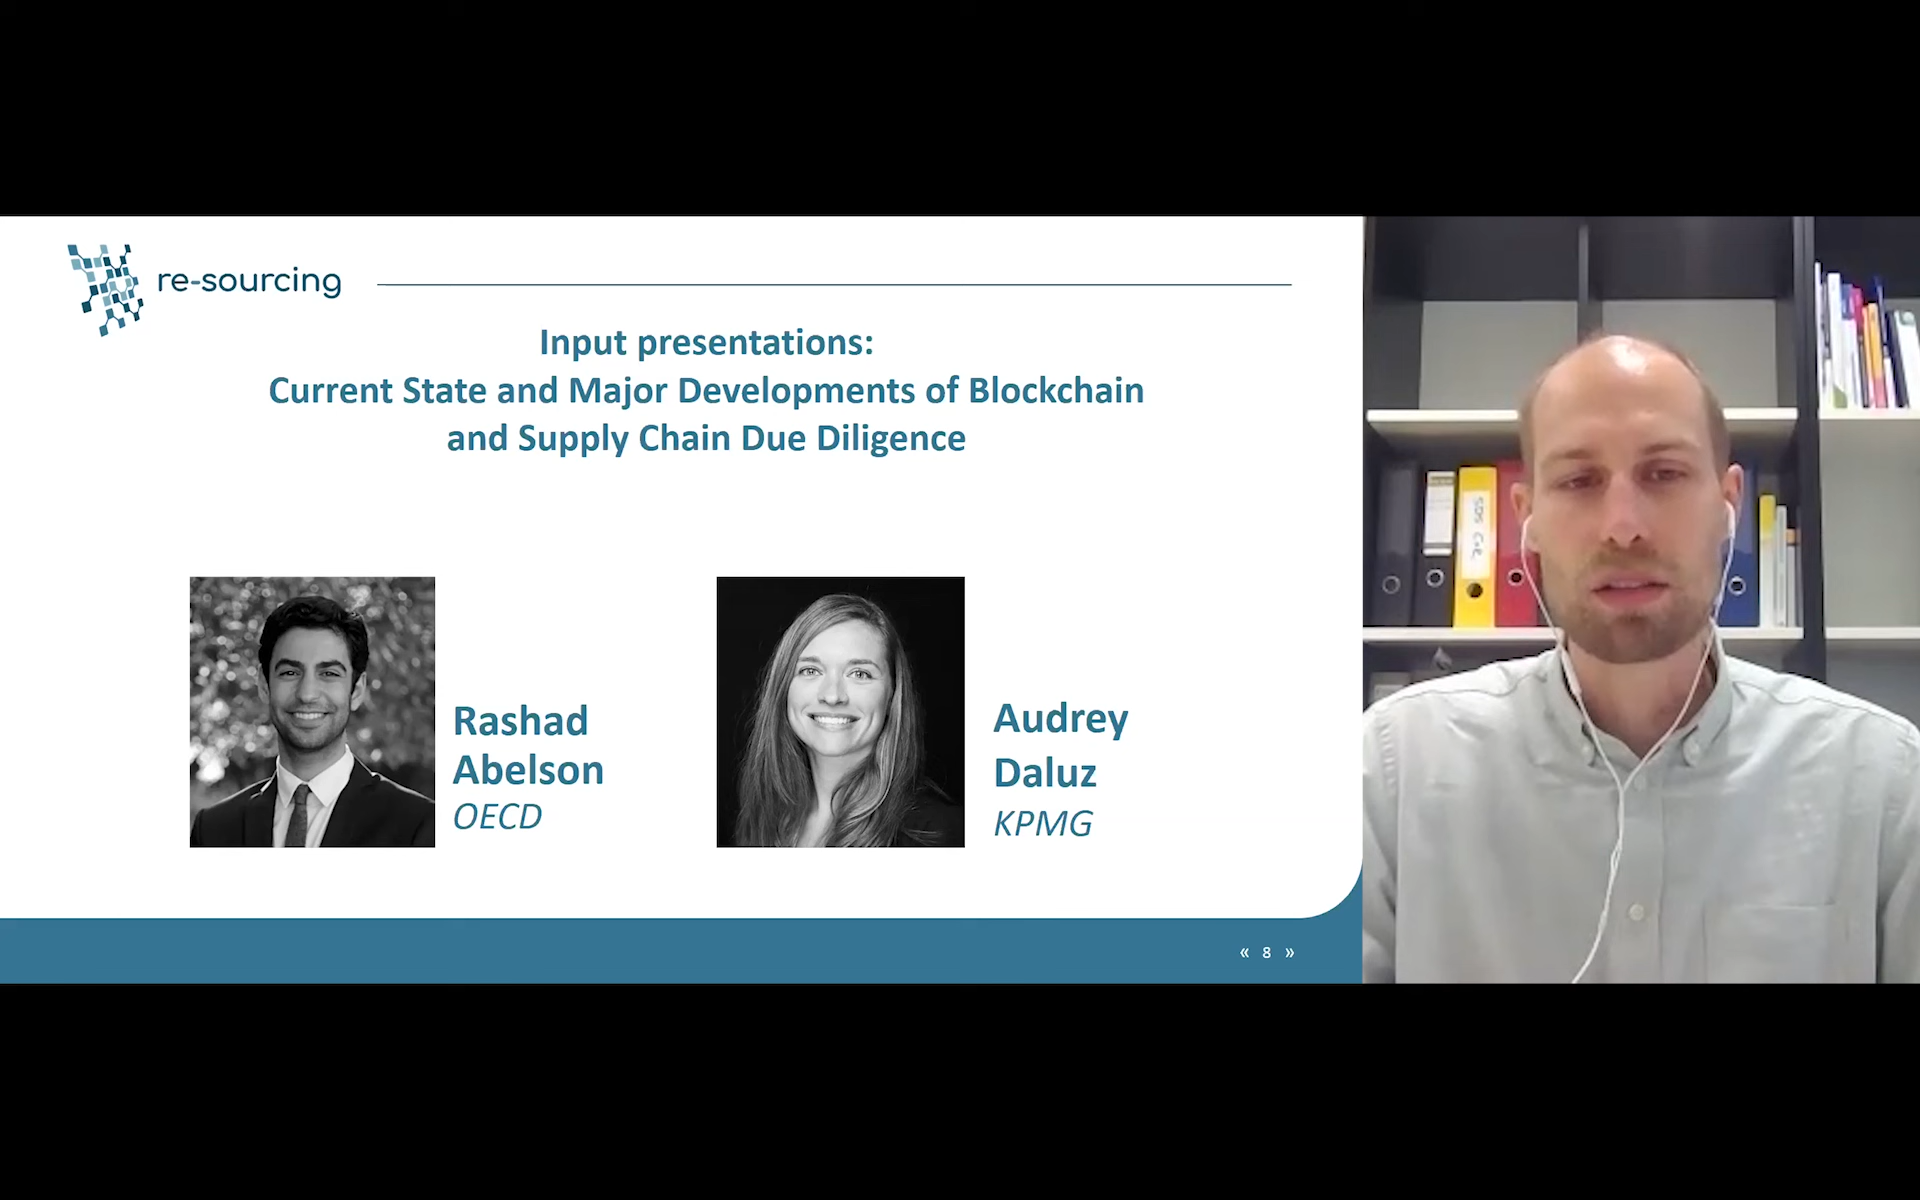 re-sourcing
Input presentations:
Current State and Major Developments of Blockchain
and Supply Chain Due Diligence
Rashad
Abelson
OECD
Audrey
Daluz
KPMG
« 8 »
SDS C+R